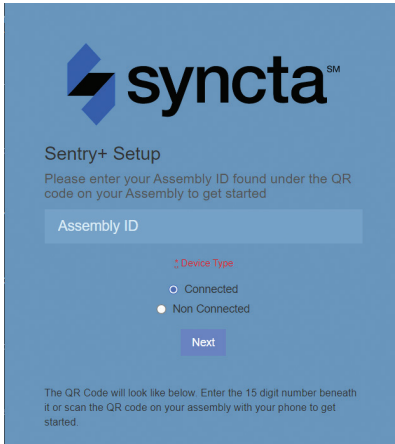 syncta℠
Sentry+ Setup
Please enter your Assembly ID found under the QR
code on your Assembly to get started
Assembly ID
* Device Type
Connected
Non Connected
Next
The QR Code will look like below. Enter the 15 digit number beneath
it or scan the QR code on your assembly with your phone to get
started.